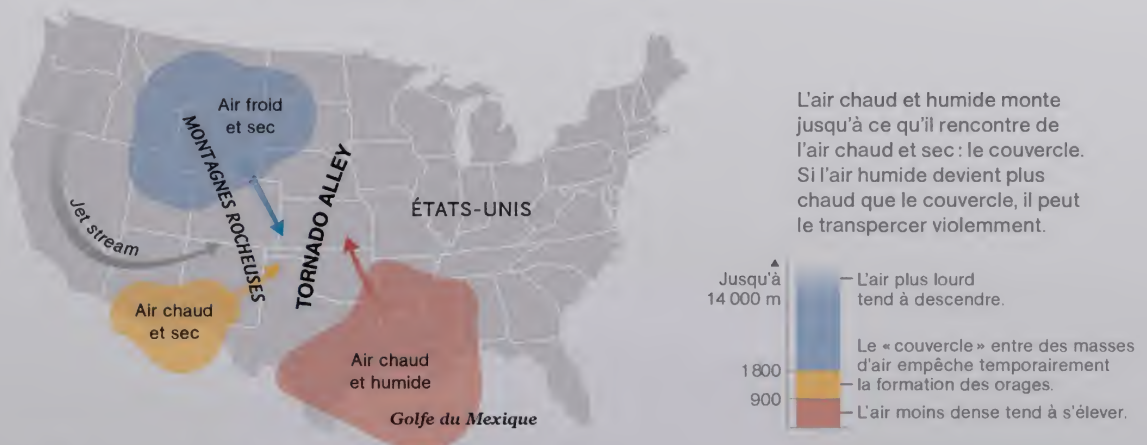 Air froid
et sec
MONTAGNES ROCHEUSES
TORNADO ALLEY
ÉTATS-UNIS
Jet stream
Air chaud
et sec
Air chaud
et humide
Golfe du Mexique
L'air chaud et humide monte
jusqu'à ce qu'il rencontre de
l'air chaud et sec : le couvercle.
Si l'air humide devient plus
chaud que le couvercle, il peut
le transpercer violemment.
Jusqu'à
14 000 m
L'air plus lourd
tend à descendre.
Le « couvercle » entre des masses
d'air empêche temporairement
la formation des orages.
1 800
900
L'air moins dense tend à s'élever.